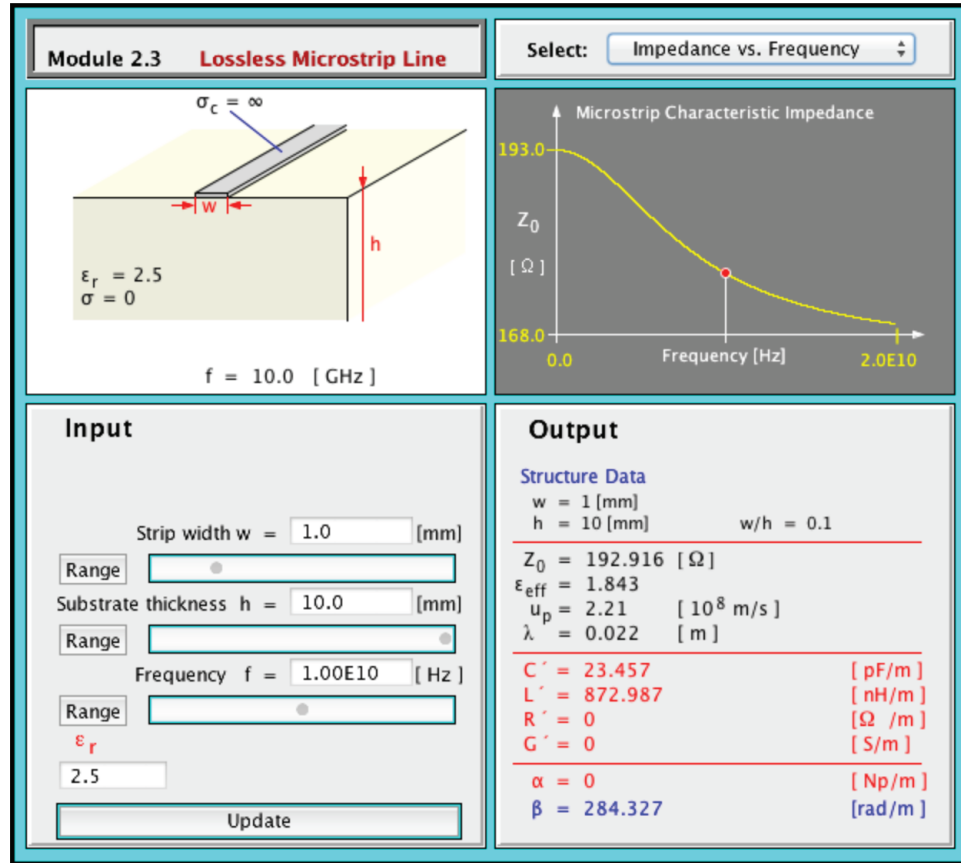 Module 2.3 Lossless Microstrip Line
Select: Impedance vs. Frequency
σc = ∞
w
h
εr = 2.5
σ = 0
f = 10.0 [ GHz ]
Microstrip Characteristic Impedance
193.0
Z0
[ Ω ]
168.0
0.0
Frequency [Hz]
2.0E10
Input
Strip width w = 1.0 [mm]
Range
Substrate thickness h = 10.0 [mm]
Range
Frequency f = 1.00E10 [ Hz ]
Range
εr
2.5
Update
Output
Structure Data
w = 1 [mm]
h = 10 [mm] w/h = 0.1
Z0 = 192.916 [ Ω ]
εeff = 1.843
up = 2.21 [ 10^8 m/s ]
λ = 0.022 [ m ]
C ´ = 23.457 [ pF/m ]
L ´ = 872.987 [ nH/m ]
R ´ = 0 [Ω /m ]
G ´ = 0 [ S/m ]
α = 0 [ Np/m ]
β = 284.327 [rad/m ]